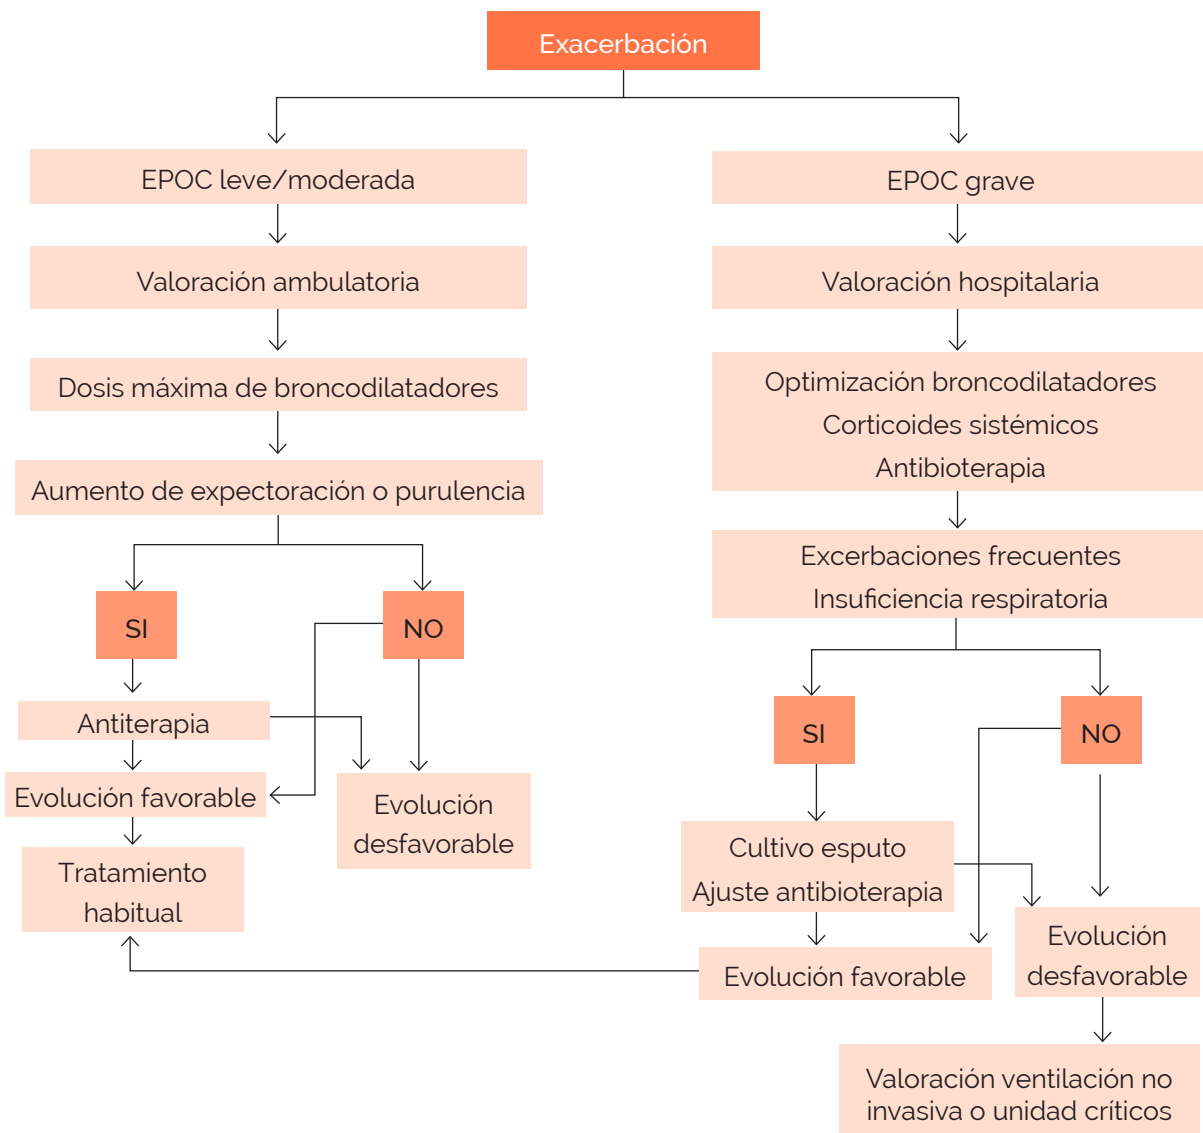 Exacerbación
EPOC leve/moderada
Valoración ambulatoria
Dosis máxima de broncodilatadores
Aumento de expectoración o purulencia
SI
NO
Antiterapia
Evolución favorable
Tratamiento
habitual
Evolución
desfavorable
EPOC grave
Valoración hospitalaria
Optimización broncodilatadores
Corticoides sistémicos
Antibioterapia
Excerbaciones frecuentes
Insuficiencia respiratoria
SI
NO
Cultivo esputo
Ajuste antibioterapia
Evolución favorable
Evolución
desfavorable
Valoración ventilación no
invasiva o unidad críticos